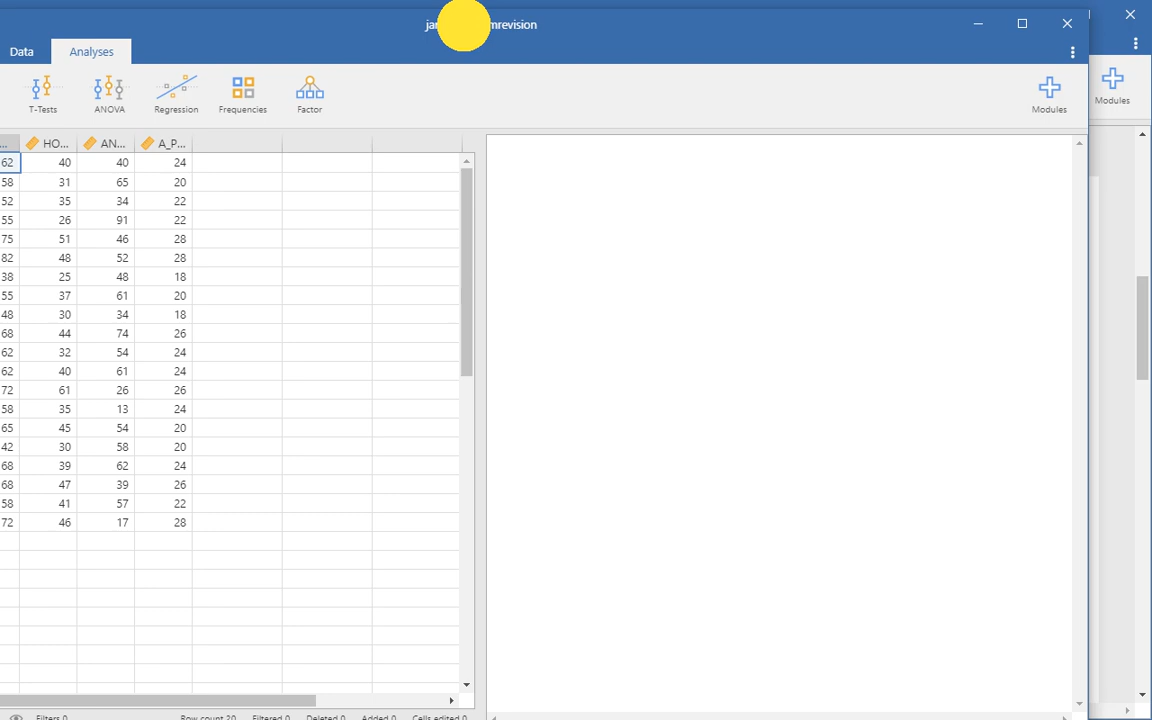 jan mrevision
Data Analyses
T-Tests ANOVA Regression Frequencies Factor Modules Modules
... HO... AN... A_P...
62 40 40 24
58 31 65 20
52 35 34 22
55 26 91 22
75 51 46 28
82 48 52 28
38 25 48 18
55 37 61 20
48 30 34 18
68 44 74 26
62 32 54 24
62 40 61 24
72 61 26 26
58 35 13 24
65 45 54 20
42 30 58 20
68 39 62 24
68 47 39 26
58 41 57 22
72 46 17 28
Filters 0 Row count 20 Filtered 0 Deleted 0 Added 0 Cells edited 0